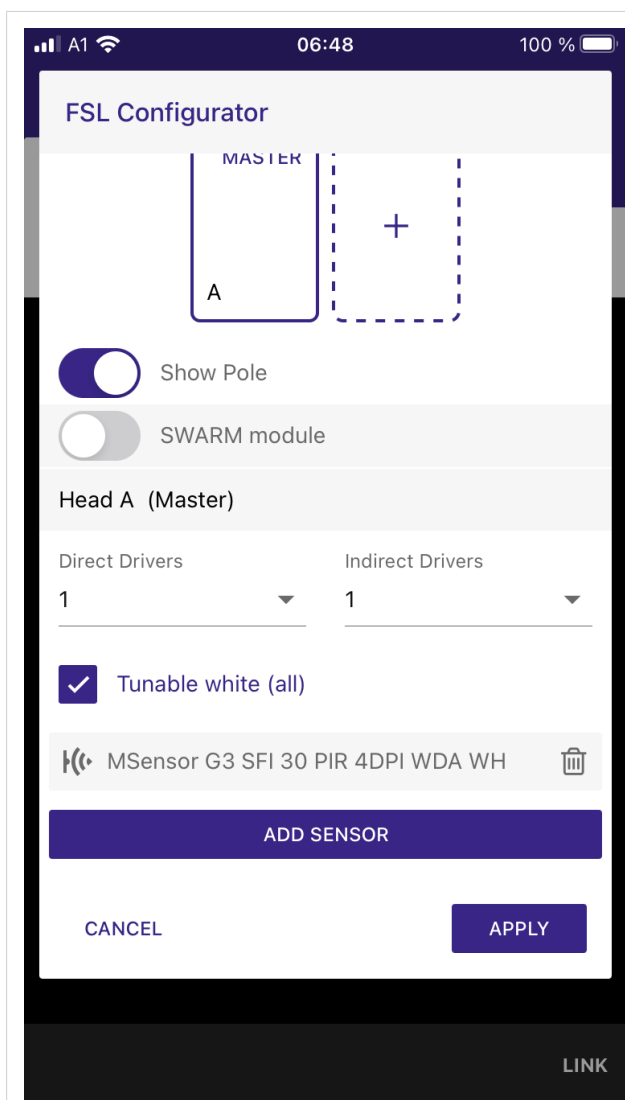 A1 06:48 100 %
FSL Configurator
MASTER
+
A
Show Pole
SWARM module
Head A (Master)
Direct Drivers Indirect Drivers
1 1
Tunable white (all)
MSensor G3 SFI 30 PIR 4DPI WDA WH
ADD SENSOR
CANCEL APPLY
LINK